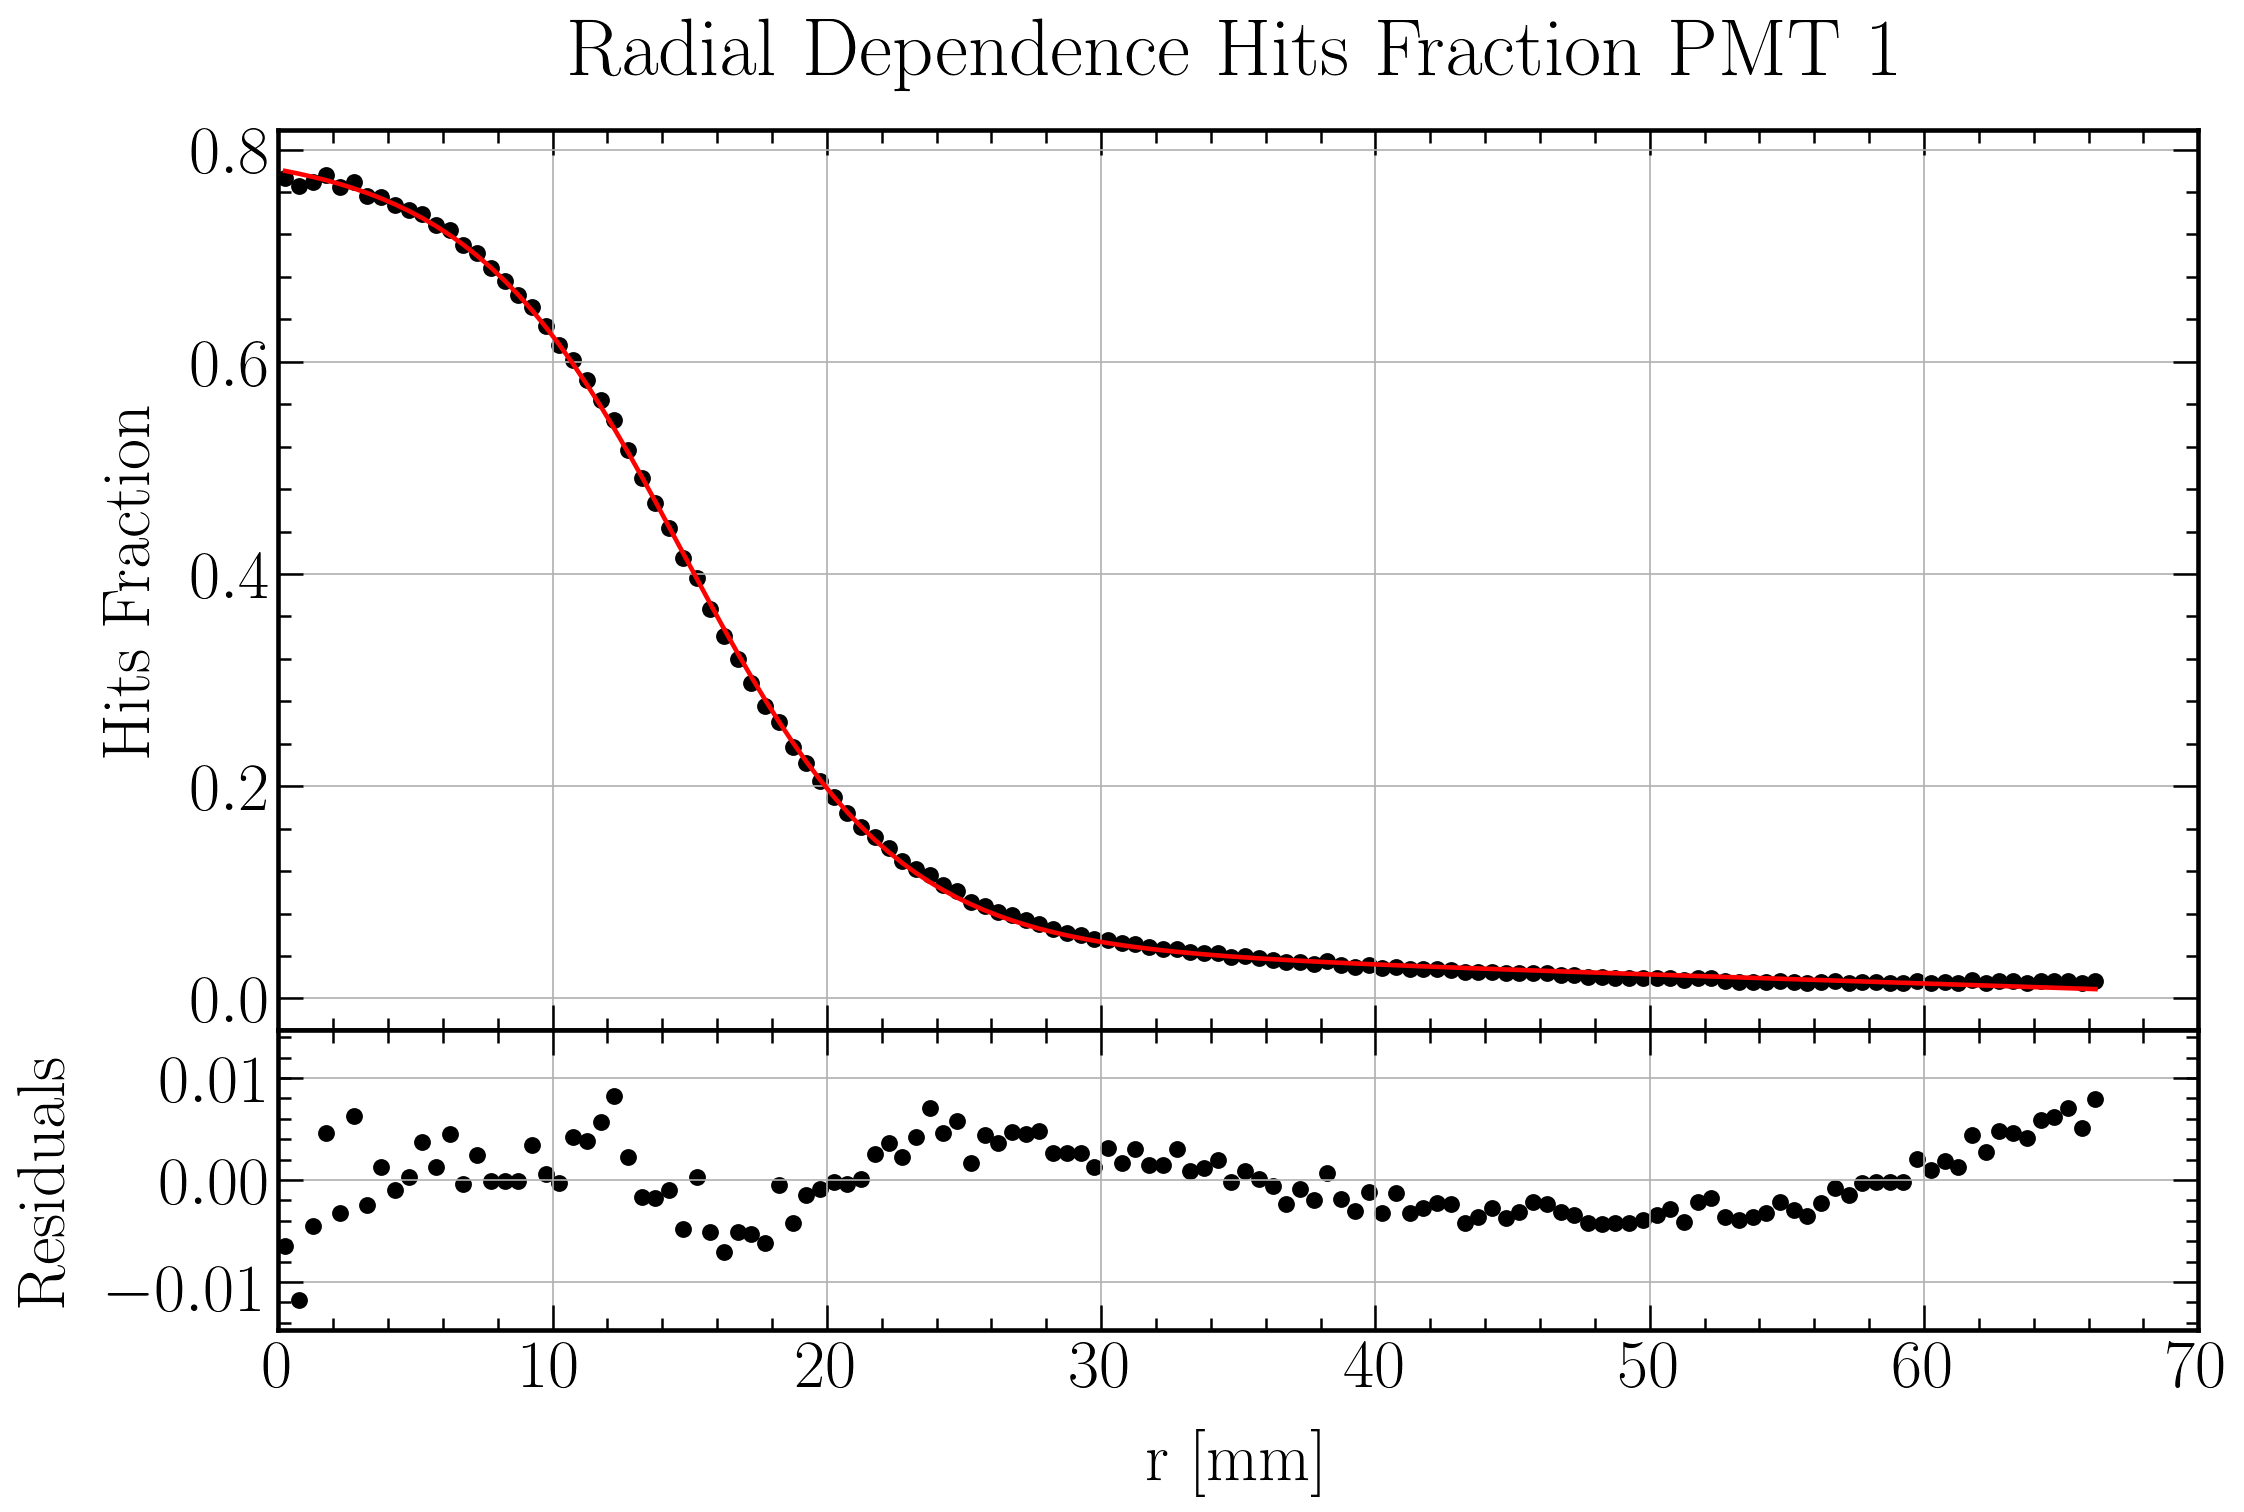 Radial Dependence Hits Fraction PMT 1
0.8
0.6
0.4
0.2
0.0
Hits Fraction
0.01
0.00
−0.01
Residuals
0 10 20 30 40 50 60 70
r [mm]